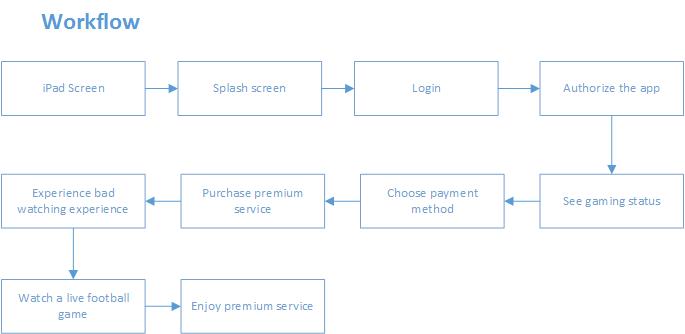 Workflow
iPad Screen
Splash screen
Login
Authorize the app
Experience bad
watching experience
Purchase premium
service
Choose payment
method
See gaming status
Watch a live football
game
Enjoy premium service